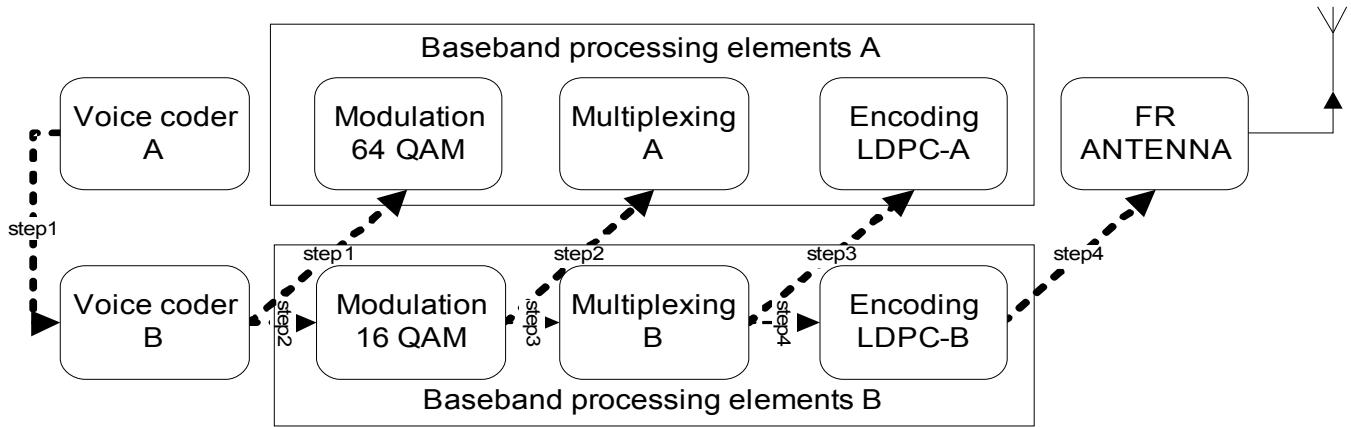 Baseband processing elements A
Voice coder
A
Modulation
64 QAM
Multiplexing
A
Encoding
LDPC-A
FR
ANTENNA
step1
step1
step2
step3
step4
Voice coder
B
step2
Modulation
16 QAM
step3
Multiplexing
B
step4
Encoding
LDPC-B
Baseband processing elements B